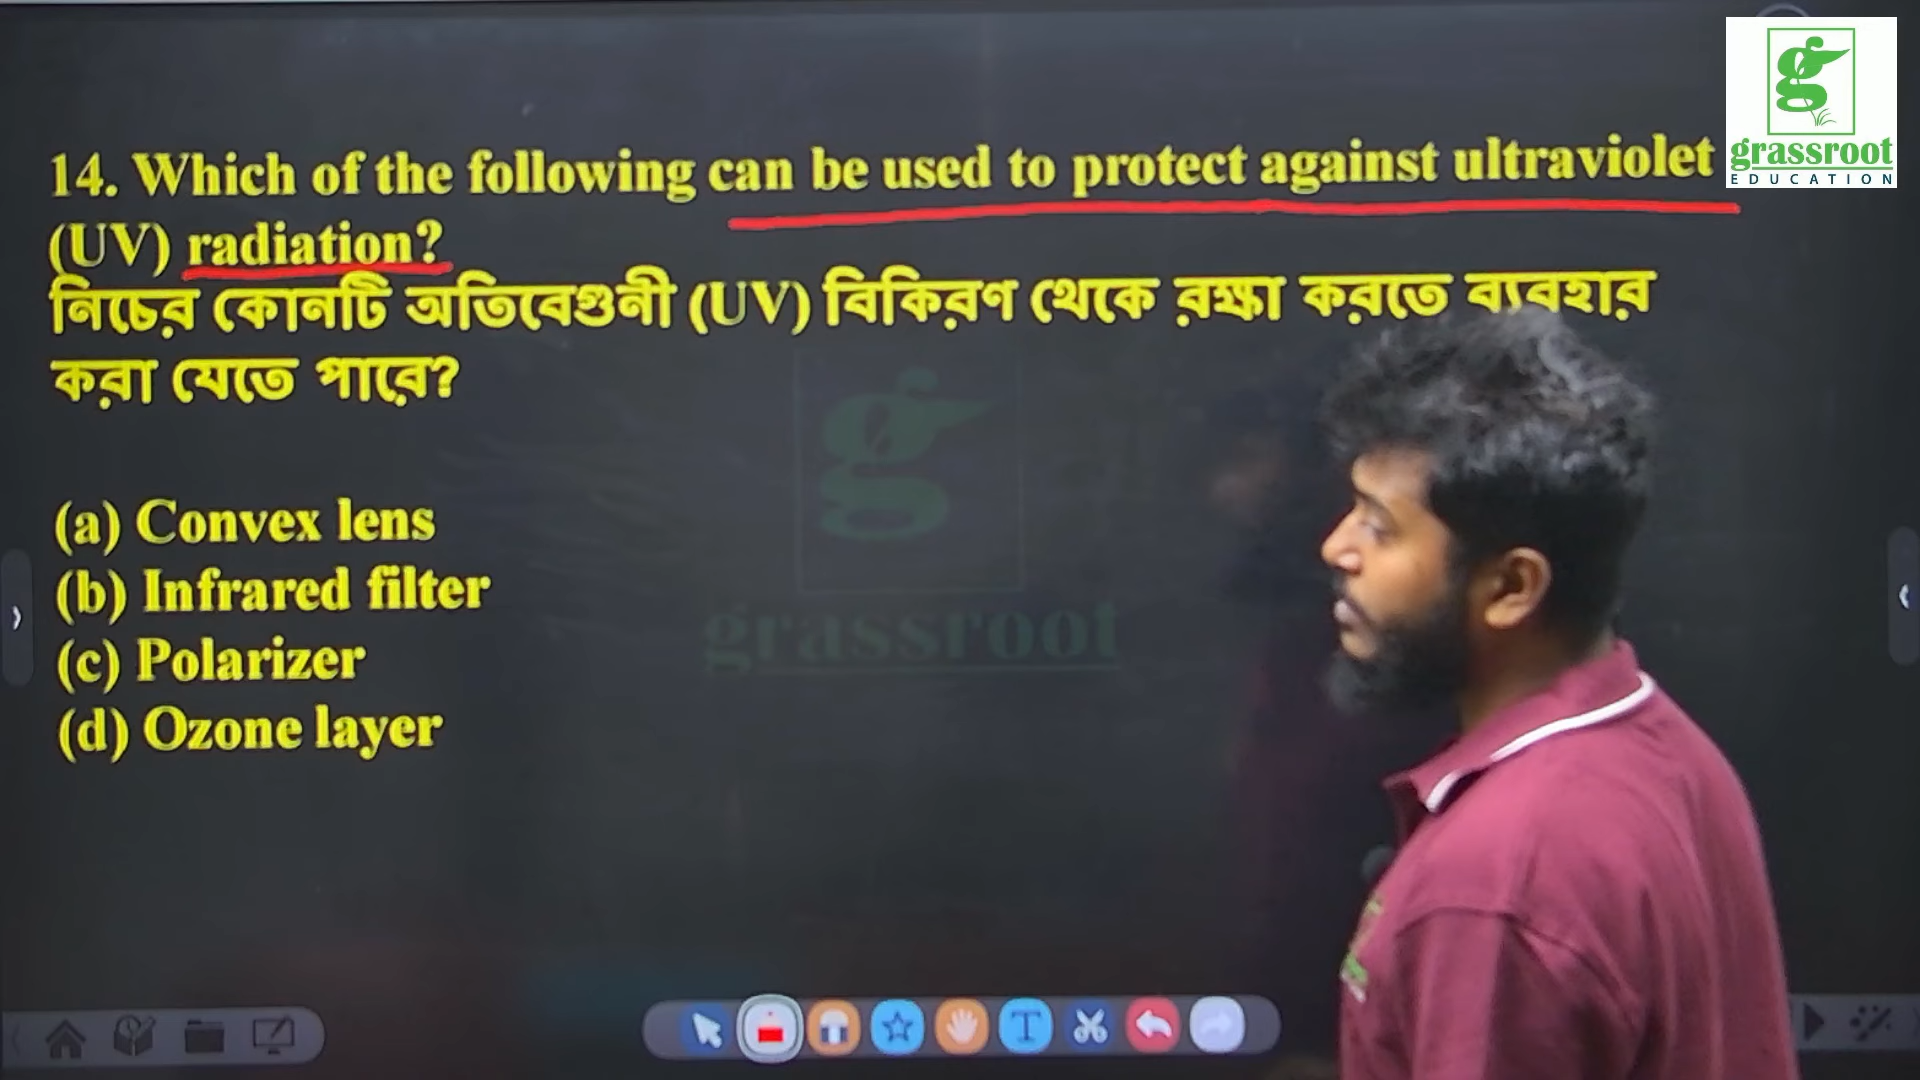 grassroot
EDUCATION
14. Which of the following can be used to protect against ultraviolet
(UV) radiation?
নিচের কোনটি অতিবেগুনী (UV) বিকিরণ থেকে রক্ষা করতে ব্যবহার
করা যেতে পারে?
(a) Convex lens
(b) Infrared filter
(c) Polarizer
(d) Ozone layer
grassroot